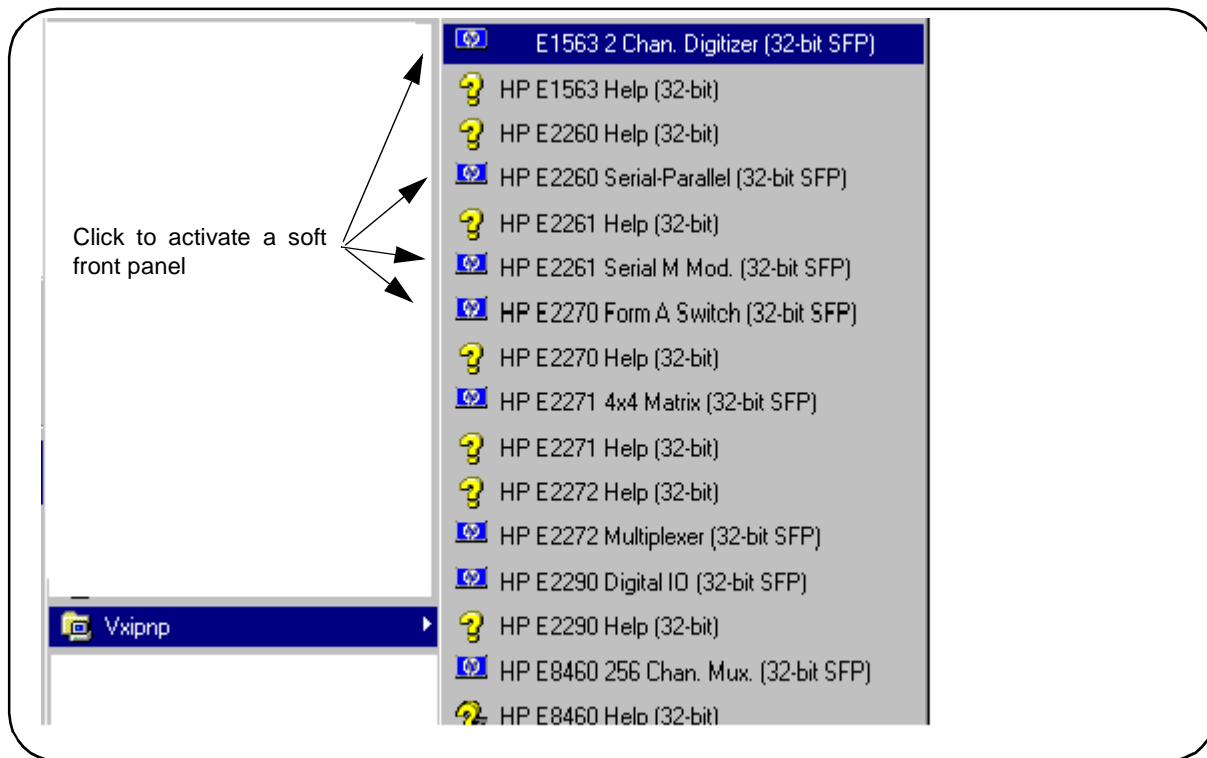 E1563 2 Chan. Digitizer (32-bit SFP)
HP E1563 Help (32-bit)
HP E2260 Help (32-bit)
HP E2260 Serial-Parallel (32-bit SFP)
HP E2261 Help (32-bit)
Click to activate a soft
front panel
HP E2261 Serial M Mod. (32-bit SFP)
HP E2270 Form A Switch (32-bit SFP)
HP E2270 Help (32-bit)
HP E2271 4x4 Matrix (32-bit SFP)
HP E2271 Help (32-bit)
HP E2272 Help (32-bit)
HP E2272 Multiplexer (32-bit SFP)
HP E2290 Digital IO (32-bit SFP)
Vxipnp
HP E2290 Help (32-bit)
HP E8460 256 Chan. Mux. (32-bit SFP)
HP E8460 Help (32-bit)